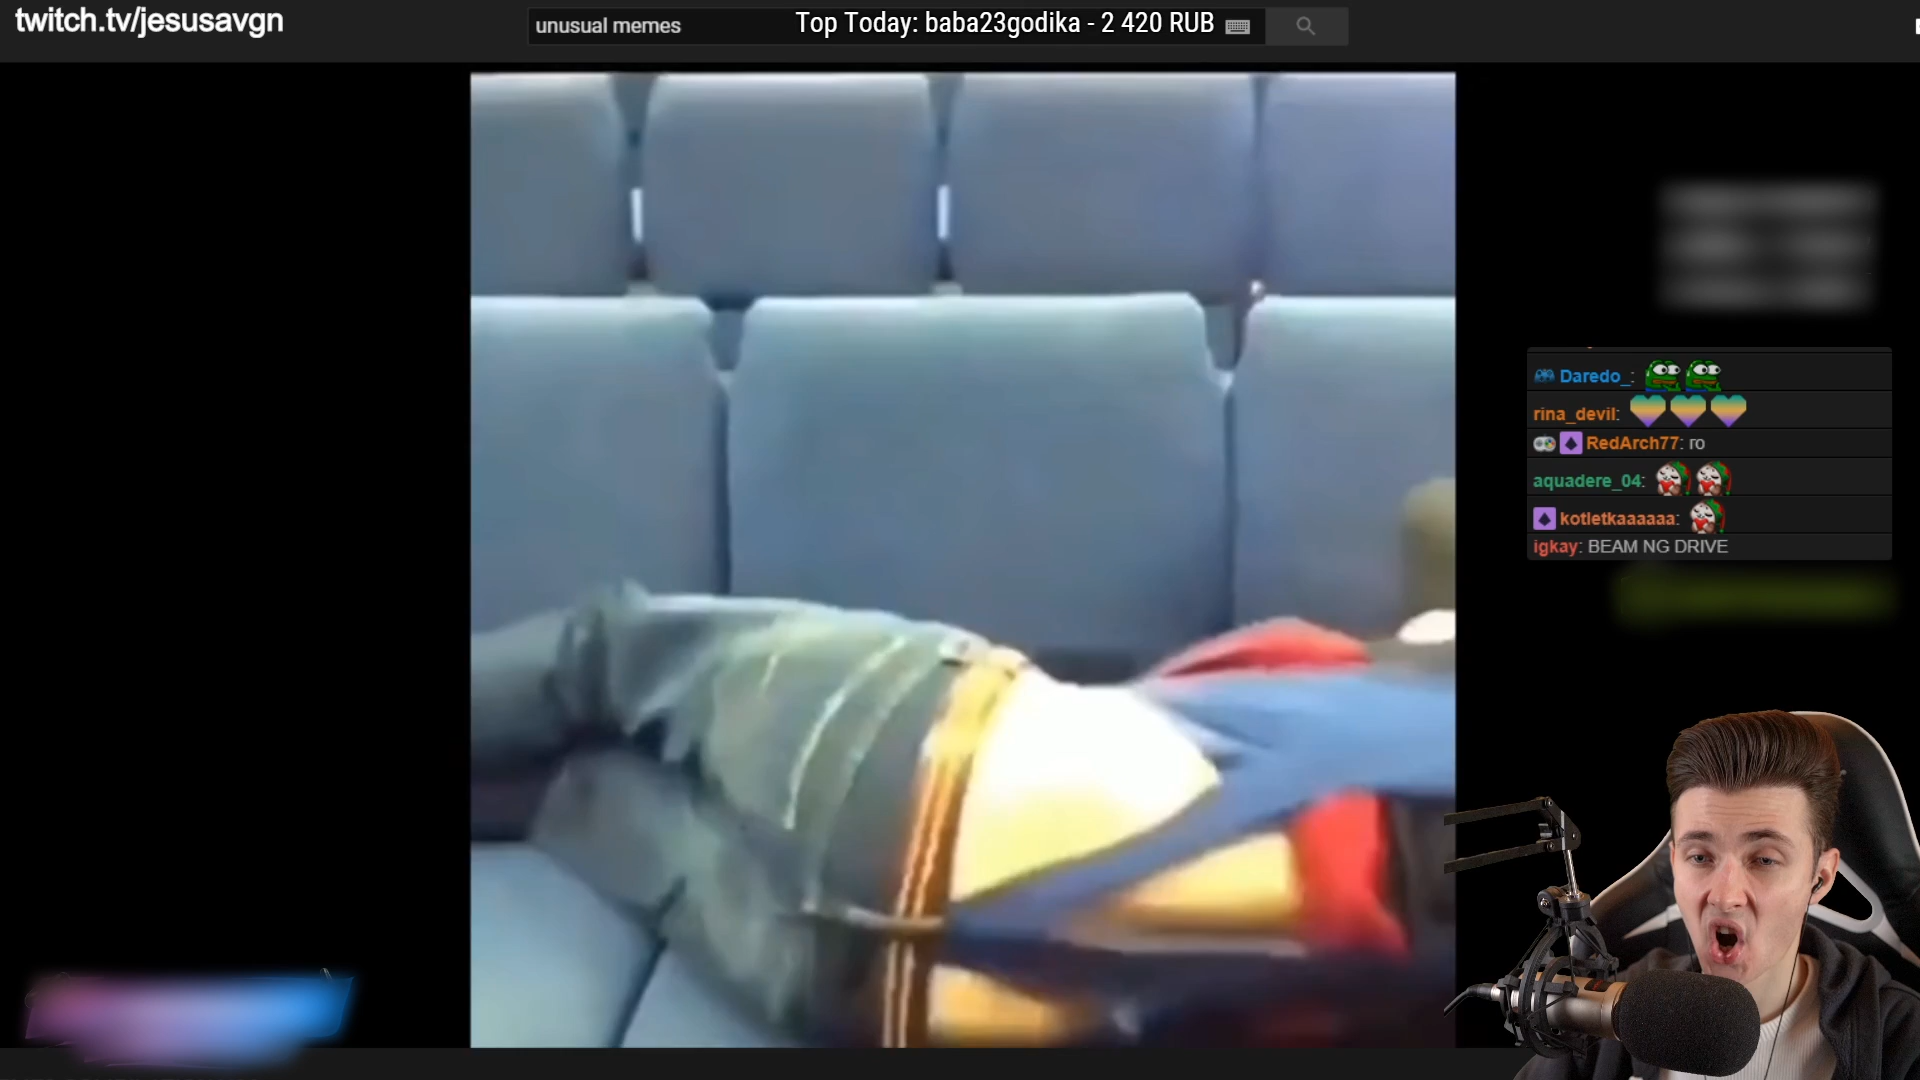 twitch.tv/jesusavgn
unusual memes
Top Today: baba23godika - 2 420 RUB
Daredo_:
rina_devil:
RedArch77: ro
aquadere_04:
kotletkaaaaaa:
igkay: BEAM NG DRIVE